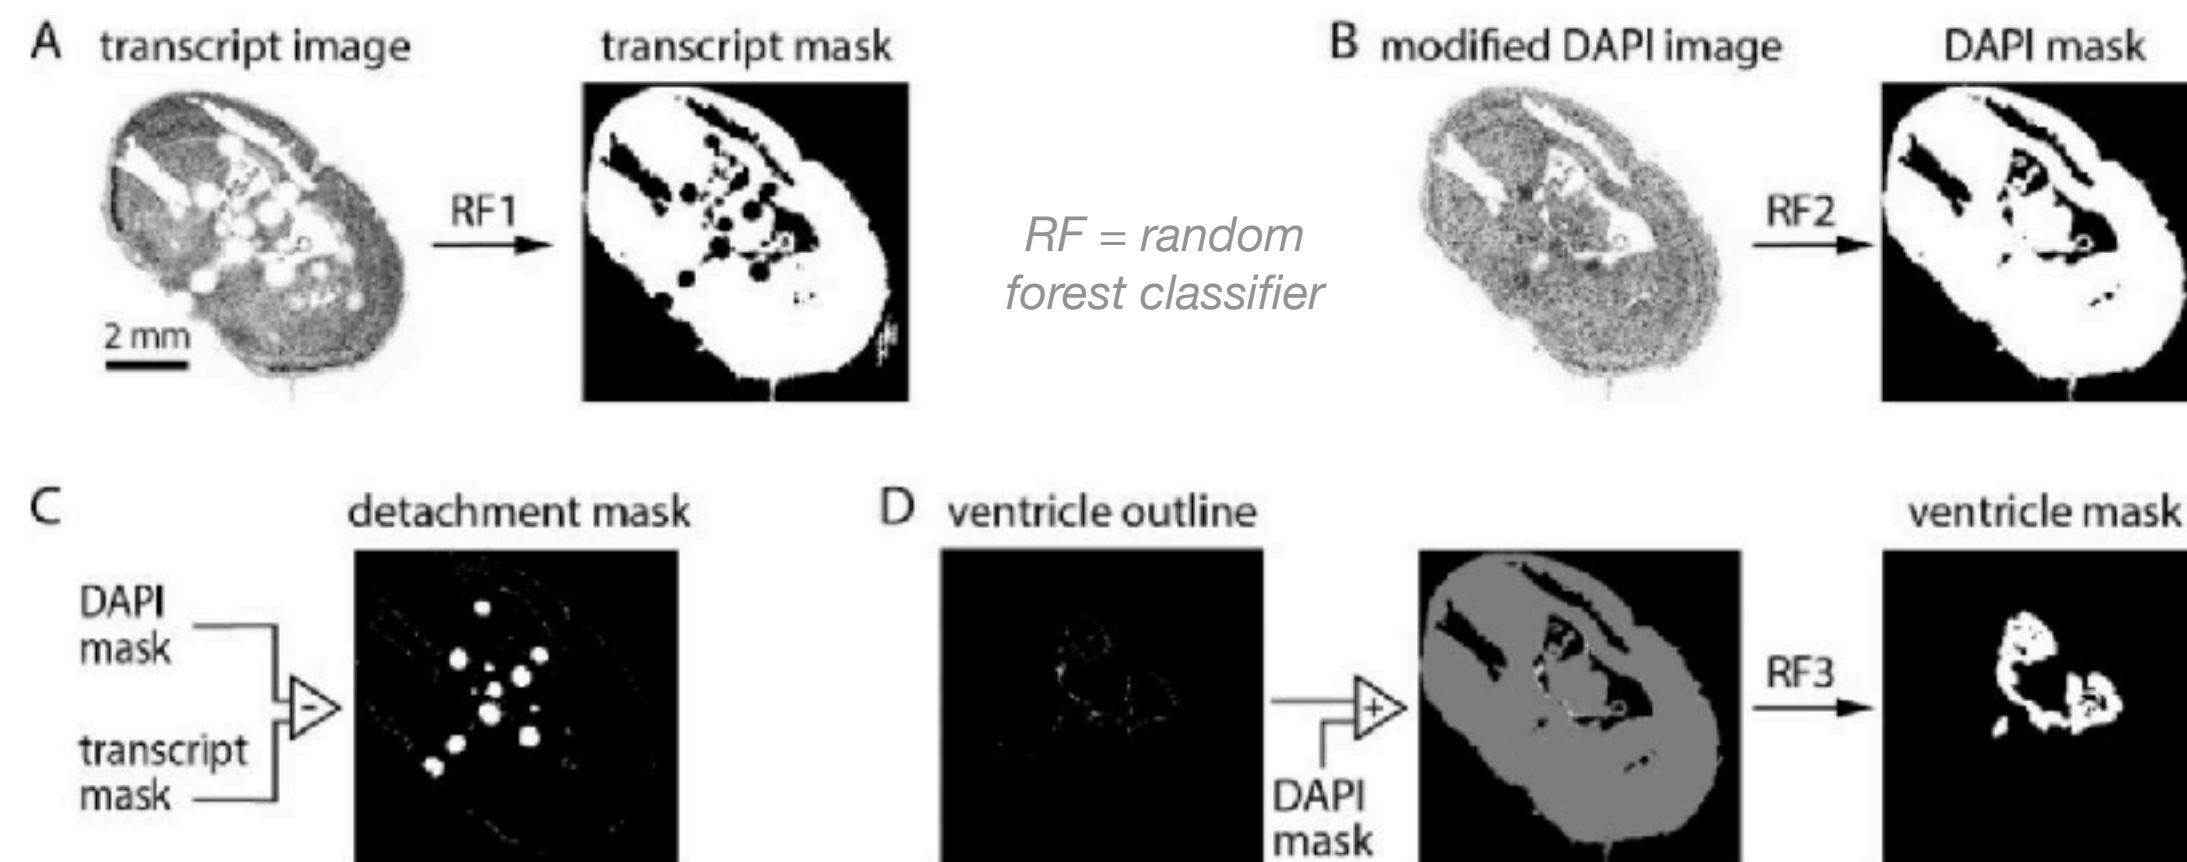 A transcript image
transcript mask
RF1
2 mm
RF = random
forest classifier
B modified DAPI image
DAPI mask
RF2
C
detachment mask
DAPI
mask
-
transcript
mask
D ventricle outline
+
DAPI
mask
RF3
ventricle mask